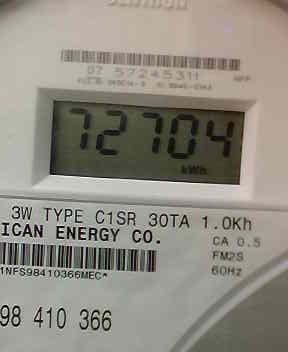 07 57245311
72704
kWh
3W TYPE C1SR 30TA 1.0Kh
ICAN ENERGY CO.
CA 0.5
FM2S
60Hz
1NFS98410366MEC*
98 410 366